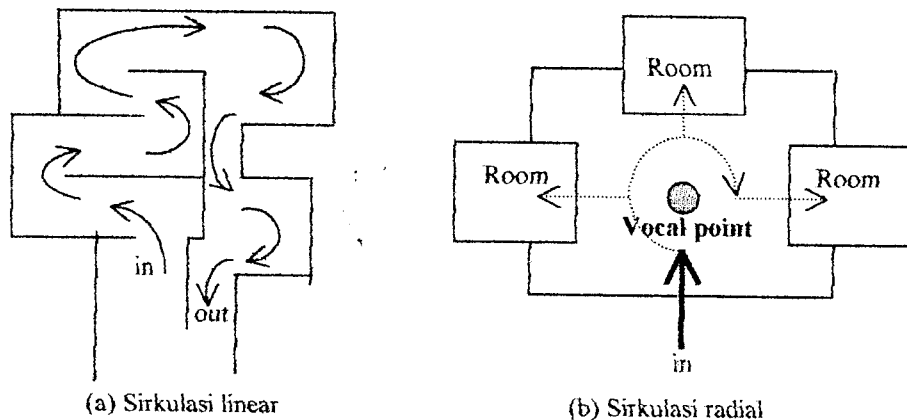 in
out
(a) Sirkulasi linear
Room
Room
Room
Vocal point
in
(b) Sirkulasi radial